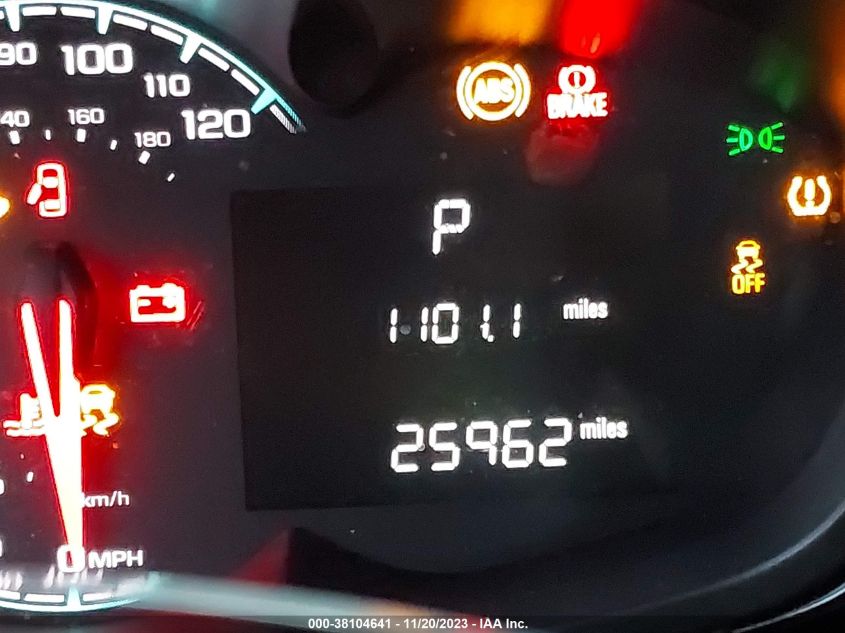 90 100 110 120
140 160 180
ABS
BRAKE
P
1101.1 miles
OFF
25962 miles
km/h
0 MPH
000-38104641 - 11/20/2023 - IAA Inc.